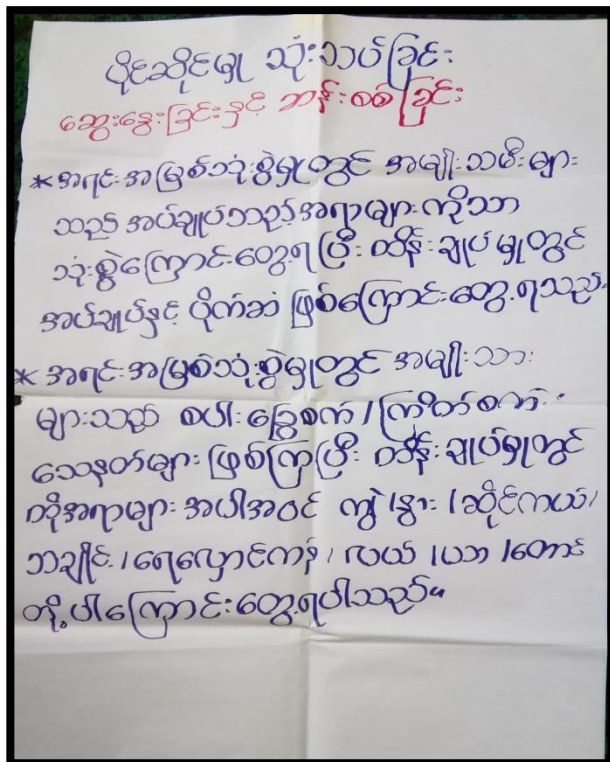 ပိုင်ဆိုင်မှု သုံးသပ်ခြင်း
ဆွေးနွေးခြင်းနှင့် ဘန်းစစ်ခြင်း
*အရင်းအမြစ်သုံးစွဲမှုတွင် အမျိုးသမီးများ
သည် အပ်ချုပ်ဘည့်အရာများကိုသာ
သုံးစွဲကြောင်းတွေ့ရပြီး ထိန်းချုပ်မှုတွင်
အပ်ချုပ်နှင့် ပိုက်ဆံ ဖြစ်ကြောင်းတွေ့ရသည်။
* အရင်းအမြစ်သုံးစွဲမှုတွင် အမျိုးသား
များသည် စပါးခြွေစက်/ကြိတ်စက်
သေနတ်များ ဖြစ်ကြပြီး ထိန်းချုပ်မှုတွင်
ထိုအရာများအပါအဝင် ကျွဲ/နွား/ဆိုင်ကယ်/
ဘချိုင့်/ရေလှောင်ကန်/လယ်/ယာ/တောင်
တို့ပါကြောင်းတွေ့ရပါသည်။